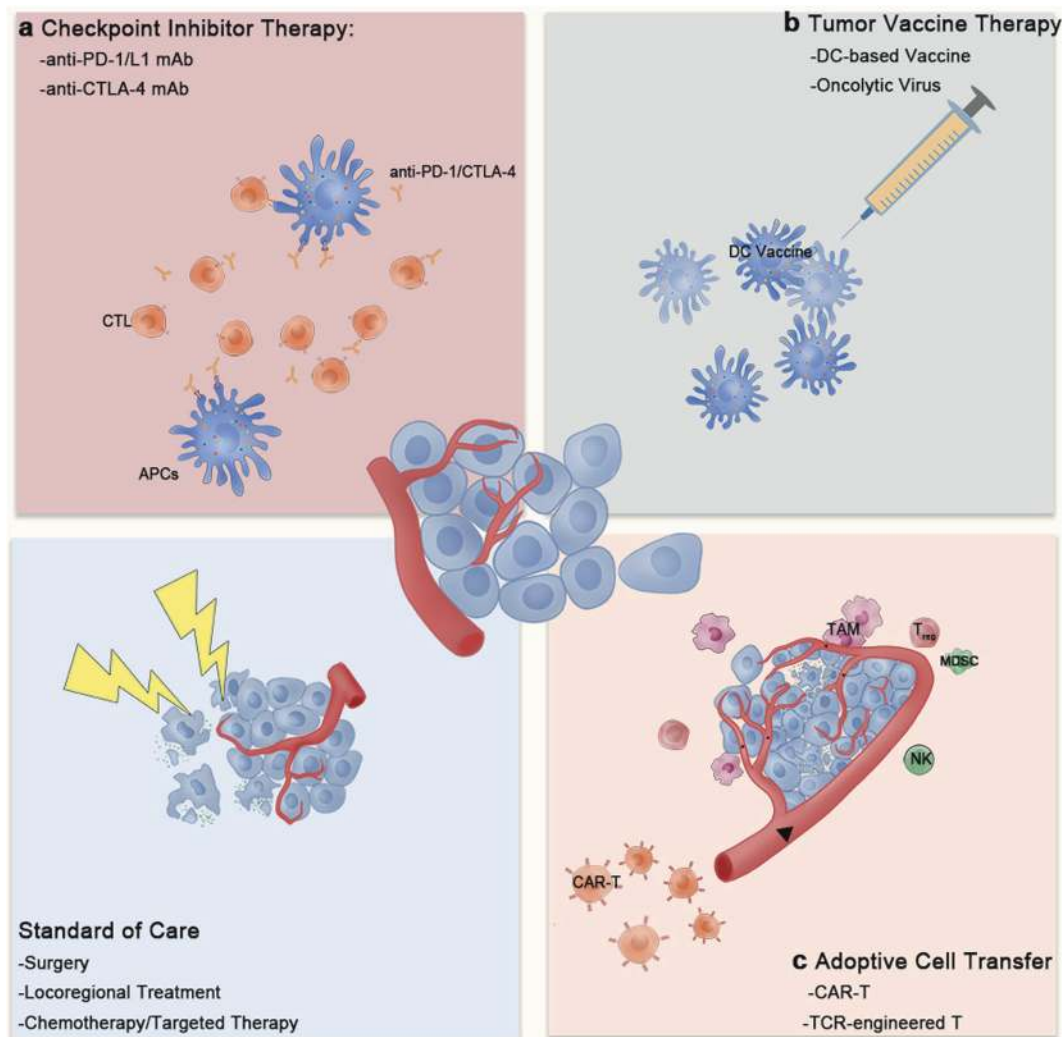 a Checkpoint Inhibitor Therapy:
-anti-PD-1/L1 mAb
-anti-CTLA-4 mAb
anti-PD-1/CTLA-4
CTL
APCs
b Tumor Vaccine Therapy
-DC-based Vaccine
-Oncolytic Virus
DC Vaccine
Standard of Care
-Surgery
-Locoregional Treatment
-Chemotherapy/Targeted Therapy
TAM
Treg
MDSC
NK
CAR-T
c Adoptive Cell Transfer
-CAR-T
-TCR-engineered T